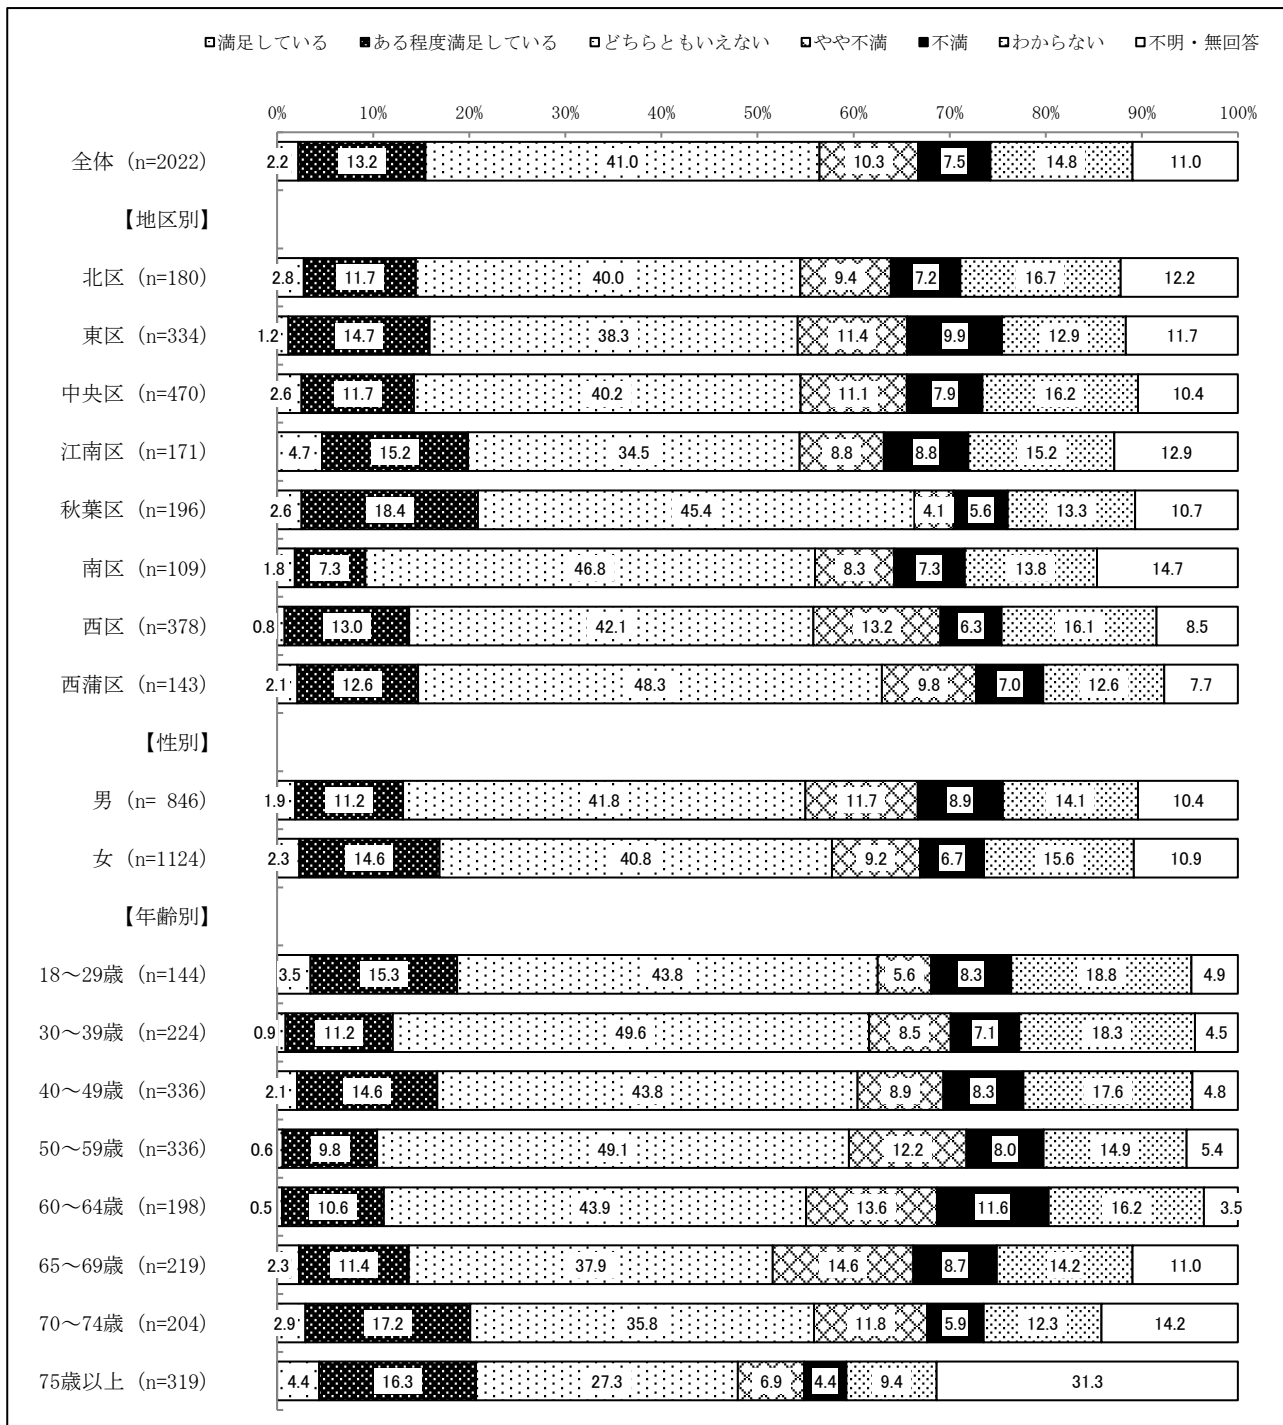 満足している ある程度満足している どちらともいえない やや不満 不満 わからない 不明・無回答
0% 10% 20% 30% 40% 50% 60% 70% 80% 90% 100%
全体 (n=2022) 2.2 13.2 41.0 10.3 7.5 14.8 11.0
【地区別】
北区 (n=180) 2.8 11.7 40.0 9.4 7.2 16.7 12.2
東区 (n=334) 1.2 14.7 38.3 11.4 9.9 12.9 11.7
中央区 (n=470) 2.6 11.7 40.2 11.1 7.9 16.2 10.4
江南区 (n=171) 4.7 15.2 34.5 8.8 8.8 15.2 12.9
秋葉区 (n=196) 2.6 18.4 45.4 4.1 5.6 13.3 10.7
南区 (n=109) 1.8 7.3 46.8 8.3 7.3 13.8 14.7
西区 (n=378) 0.8 13.0 42.1 13.2 6.3 16.1 8.5
西蒲区 (n=143) 2.1 12.6 48.3 9.8 7.0 12.6 7.7
【性別】
男 (n= 846) 1.9 11.2 41.8 11.7 8.9 14.1 10.4
女 (n=1124) 2.3 14.6 40.8 9.2 6.7 15.6 10.9
【年齢別】
18～29歳 (n=144) 3.5 15.3 43.8 5.6 8.3 18.8 4.9
30～39歳 (n=224) 0.9 11.2 49.6 8.5 7.1 18.3 4.5
40～49歳 (n=336) 2.1 14.6 43.8 8.9 8.3 17.6 4.8
50～59歳 (n=336) 0.6 9.8 49.1 12.2 8.0 14.9 5.4
60～64歳 (n=198) 0.5 10.6 43.9 13.6 11.6 16.2 3.5
65～69歳 (n=219) 2.3 11.4 37.9 14.6 8.7 14.2 11.0
70～74歳 (n=204) 2.9 17.2 35.8 11.8 5.9 12.3 14.2
75歳以上 (n=319) 4.4 16.3 27.3 6.9 4.4 9.4 31.3